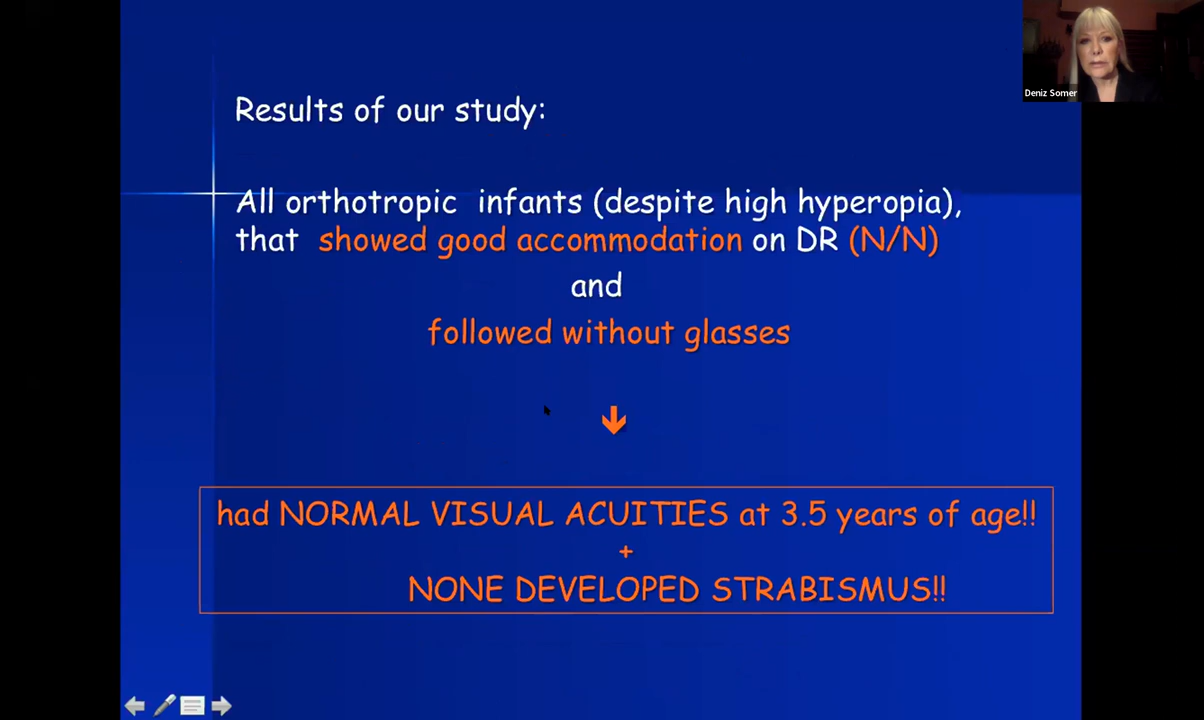 Deniz Somer
Results of our study:
All orthotropic infants (despite high hyperopia),
that showed good accommodation on DR (N/N)
and
followed without glasses
had NORMAL VISUAL ACUITIES at 3.5 years of age!!
+
NONE DEVELOPED STRABISMUS!!